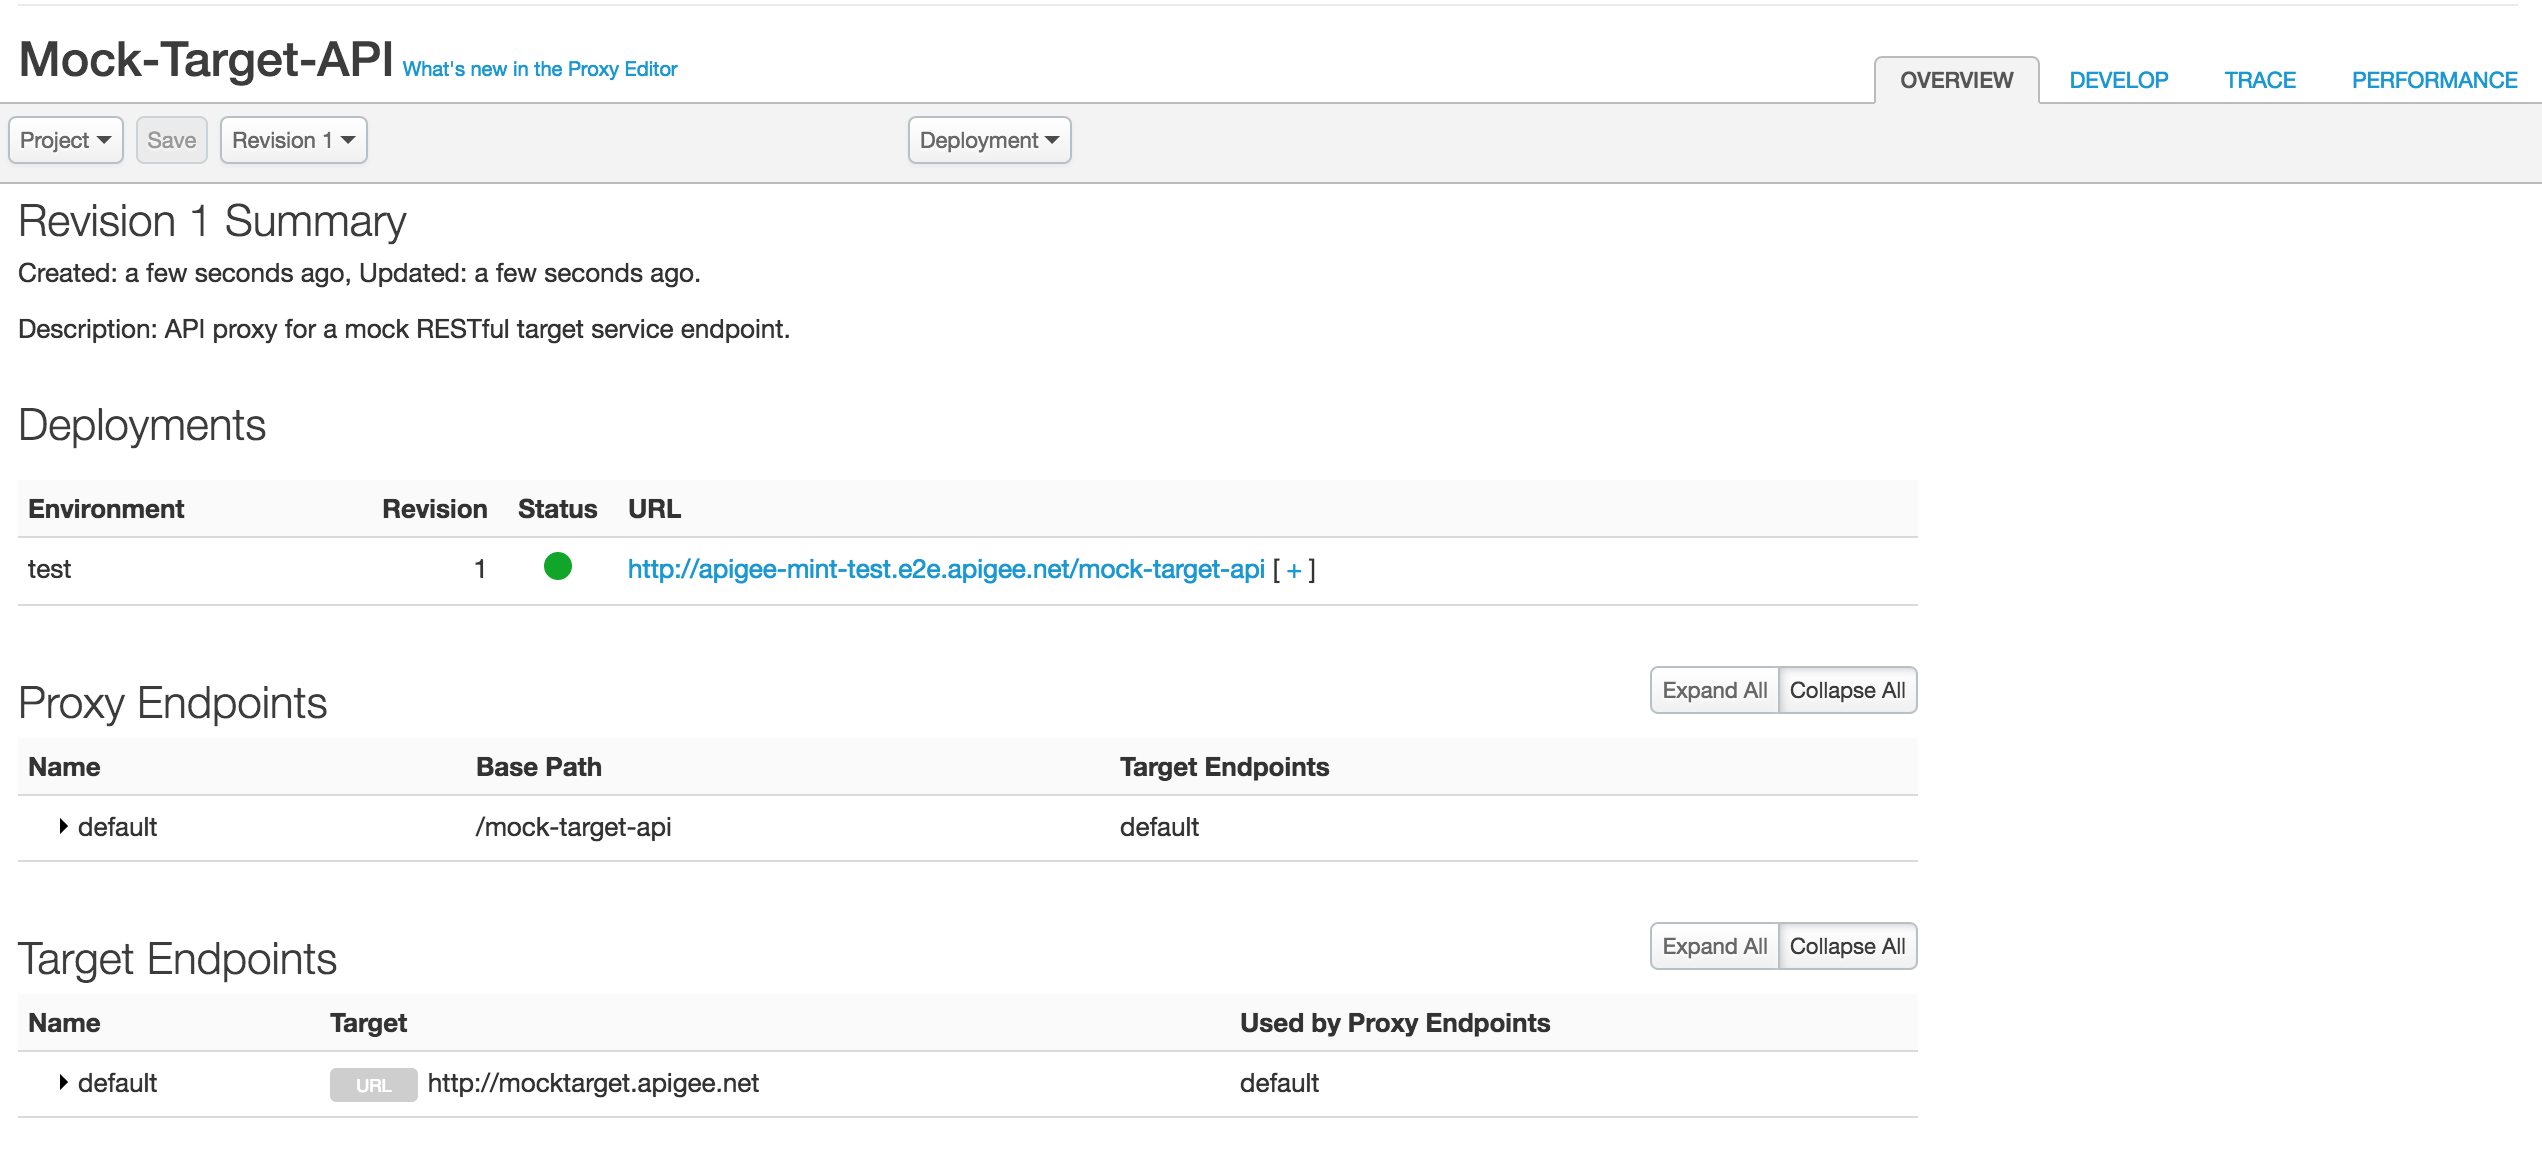 Mock-Target-API What's new in the Proxy Editor
OVERVIEW DEVELOP TRACE PERFORMANCE
Project Save Revision 1 Deployment
Revision 1 Summary
Created: a few seconds ago, Updated: a few seconds ago.
Description: API proxy for a mock RESTful target service endpoint.
Deployments
Environment Revision Status URL
test 1 http://apigee-mint-test.e2e.apigee.net/mock-target-api [ + ]
Proxy Endpoints Expand All Collapse All
Name Base Path Target Endpoints
default /mock-target-api default
Target Endpoints Expand All Collapse All
Name Target Used by Proxy Endpoints
default URL http://mocktarget.apigee.net default